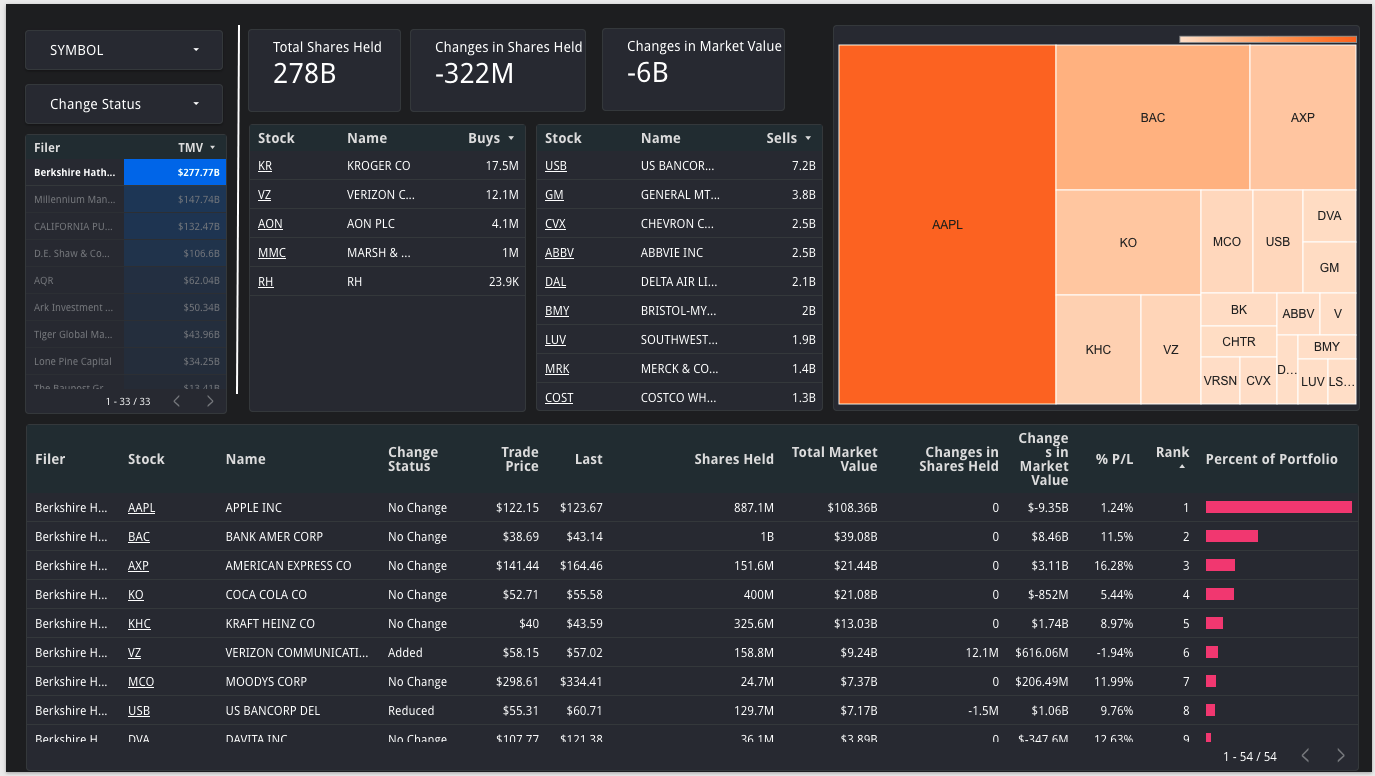 SYMBOL
Change Status
Filer TMV
Berkshire Hath... $277.77B
Millennium Man... $147.74B
CALIFORNIA PU... $132.47B
D.E. Shaw & Co... $106.6B
AQR $62.04B
Ark Investment ... $50.34B
Tiger Global Ma... $43.96B
Lone Pine Capital $34.25B
The Baupost Gr... $13.41B
1 - 33 / 33
Total Shares Held
278B
Changes in Shares Held
-322M
Changes in Market Value
-6B
Stock Name Buys
KR KROGER CO 17.5M
VZ VERIZON C... 12.1M
AON AON PLC 4.1M
MMC MARSH & ... 1M
RH RH 23.9K
Stock Name Sells
USB US BANCOR... 7.2B
GM GENERAL MT... 3.8B
CVX CHEVRON C... 2.5B
ABBV ABBVIE INC 2.5B
DAL DELTA AIR LI... 2.1B
BMY BRISTOL-MY... 2B
LUV SOUTHWEST... 1.9B
MRK MERCK & CO... 1.4B
COST COSTCO WH... 1.3B
AAPL
BAC
AXP
KO
MCO
USB
DVA
GM
KHC
VZ
BK
ABBV
V
CHTR
BMY
VRSN
CVX
D...
LUV
LS...
Filer Stock Name Change Status Trade Price Last Shares Held Total Market Value Changes in Shares Held Changes in Market Value % P/L Rank Percent of Portfolio
Berkshire H... AAPL APPLE INC No Change $122.15 $123.67 887.1M $108.36B 0 $-9.35B 1.24% 1
Berkshire H... BAC BANK AMER CORP No Change $38.69 $43.14 1B $39.08B 0 $8.46B 11.5% 2
Berkshire H... AXP AMERICAN EXPRESS CO No Change $141.44 $164.46 151.6M $21.44B 0 $3.11B 16.28% 3
Berkshire H... KO COCA COLA CO No Change $52.71 $55.58 400M $21.08B 0 $-852M 5.44% 4
Berkshire H... KHC KRAFT HEINZ CO No Change $40 $43.59 325.6M $13.03B 0 $1.74B 8.97% 5
Berkshire H... VZ VERIZON COMMUNICATI... Added $58.15 $57.02 158.8M $9.24B 12.1M $616.06M -1.94% 6
Berkshire H... MCO MOODYS CORP No Change $298.61 $334.41 24.7M $7.37B 0 $206.49M 11.99% 7
Berkshire H... USB US BANCORP DEL Reduced $55.31 $60.71 129.7M $7.17B -1.5M $1.06B 9.76% 8
Berkshire H... DVA DAVITA INC No Change $107.77 $121.38 36.1M $3.89B 0 $-347.6M 12.63% 9
1 - 54 / 54